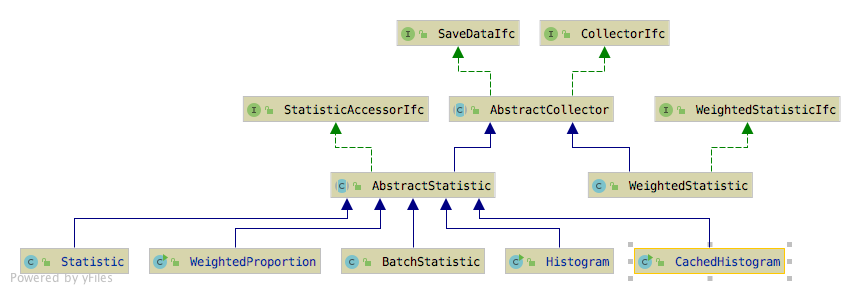 SaveDataIfc
CollectorIfc
StatisticAccessorIfc
AbstractCollector
WeightedStatisticIfc
AbstractStatistic
WeightedStatistic
Statistic
WeightedProportion
BatchStatistic
Histogram
CachedHistogram
Powered by yFiles